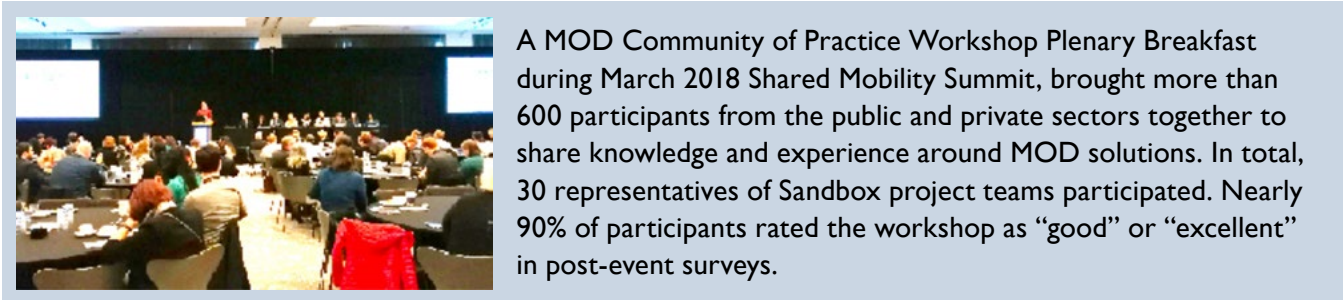 A MOD Community of Practice Workshop Plenary Breakfast
during March 2018 Shared Mobility Summit, brought more than
600 participants from the public and private sectors together to
share knowledge and experience around MOD solutions. In total,
30 representatives of Sandbox project teams participated. Nearly
90% of participants rated the workshop as “good” or “excellent”
in post-event surveys.